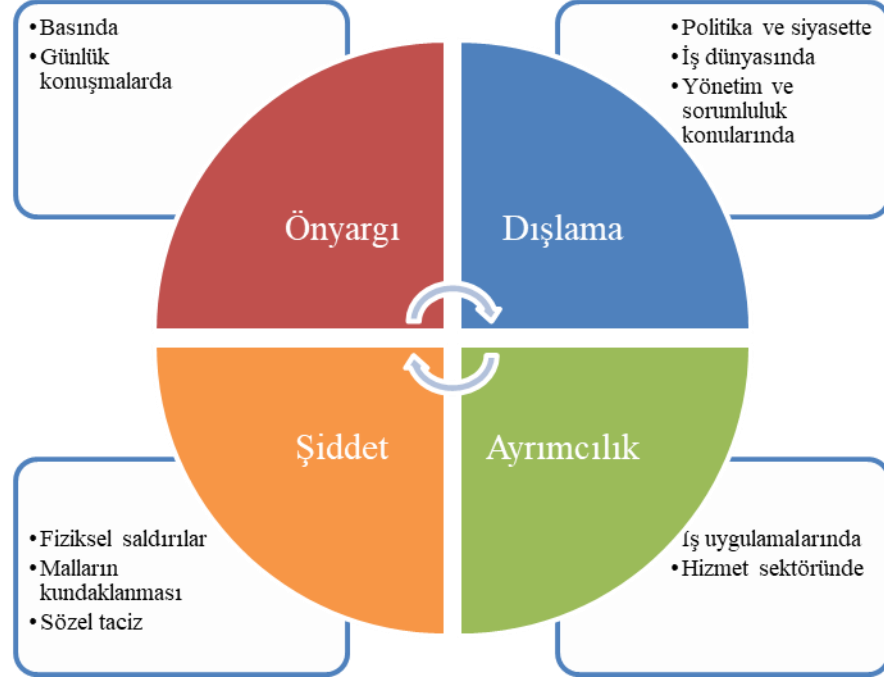 • Basında
• Günlük
konuşmalarda
• Politika ve siyasette
• İş dünyasında
• Yönetim ve
sorumluluk
konularında
Önyargı
Dışlama
Şiddet
Ayrımcılık
• Fiziksel saldırılar
• Malların
kundaklanması
• Sözel taciz
İş uygulamalarında
• Hizmet sektöründe